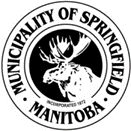 MUNICIPALITY OF SPRINGFIELD
INCORPORATED 1873
• MANITOBA •